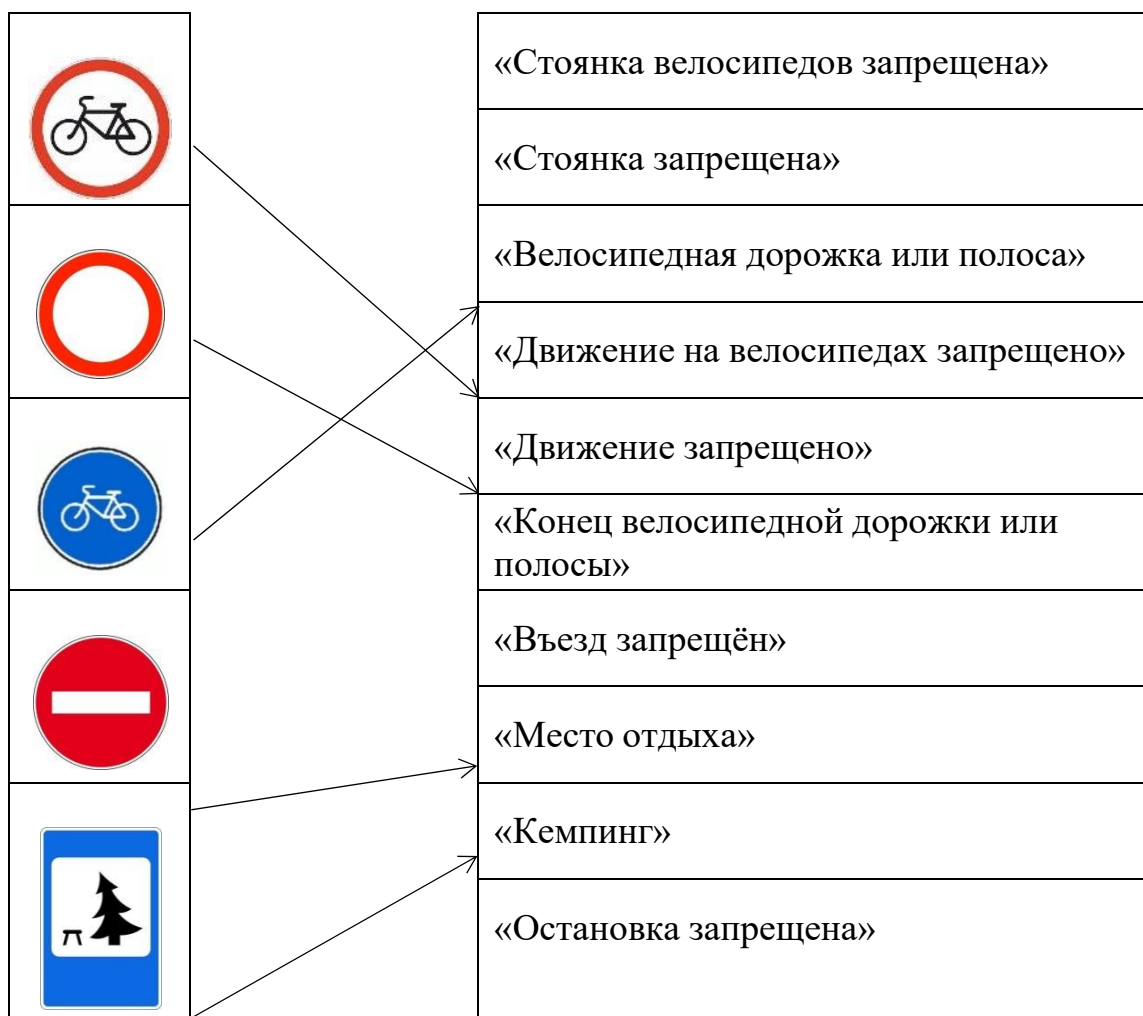 «Стоянка велосипедов запрещена»
«Стоянка запрещена»
«Велосипедная дорожка или полоса»
«Движение на велосипедах запрещено»
«Движение запрещено»
«Конец велосипедной дорожки или
полосы»
«Въезд запрещён»
«Место отдыха»
«Кемпинг»
«Остановка запрещена»